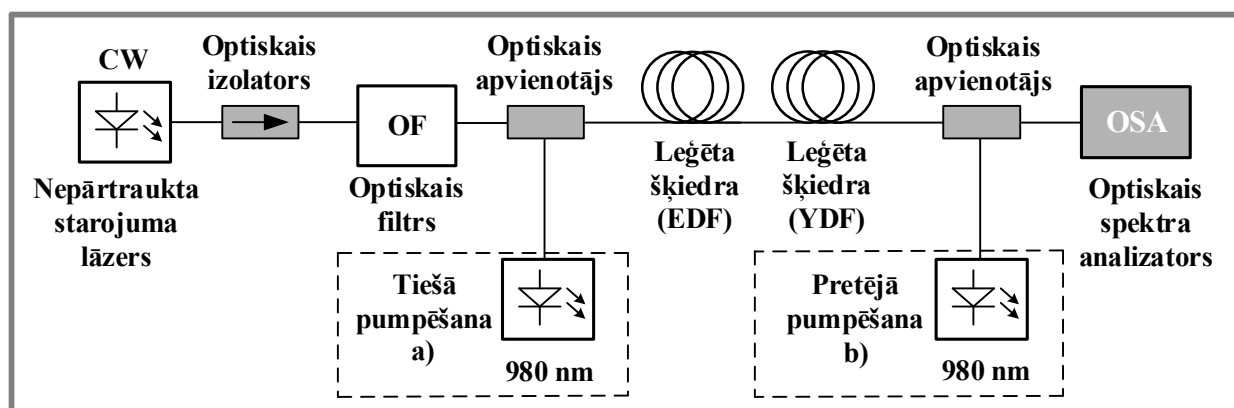 CW
Nepārtraukta
starojuma
lāzers
Optiskais
izolators
OF
Optiskais
filtrs
Optiskais
apvienotājs
Leģēta
šķiedra
(EDF)
Leģēta
šķiedra
(YDF)
Optiskais
apvienotājs
OSA
Optiskais
spektra
analizators
Tiešā
pumpēšana
a)
980 nm
Pretējā
pumpēšana
b)
980 nm